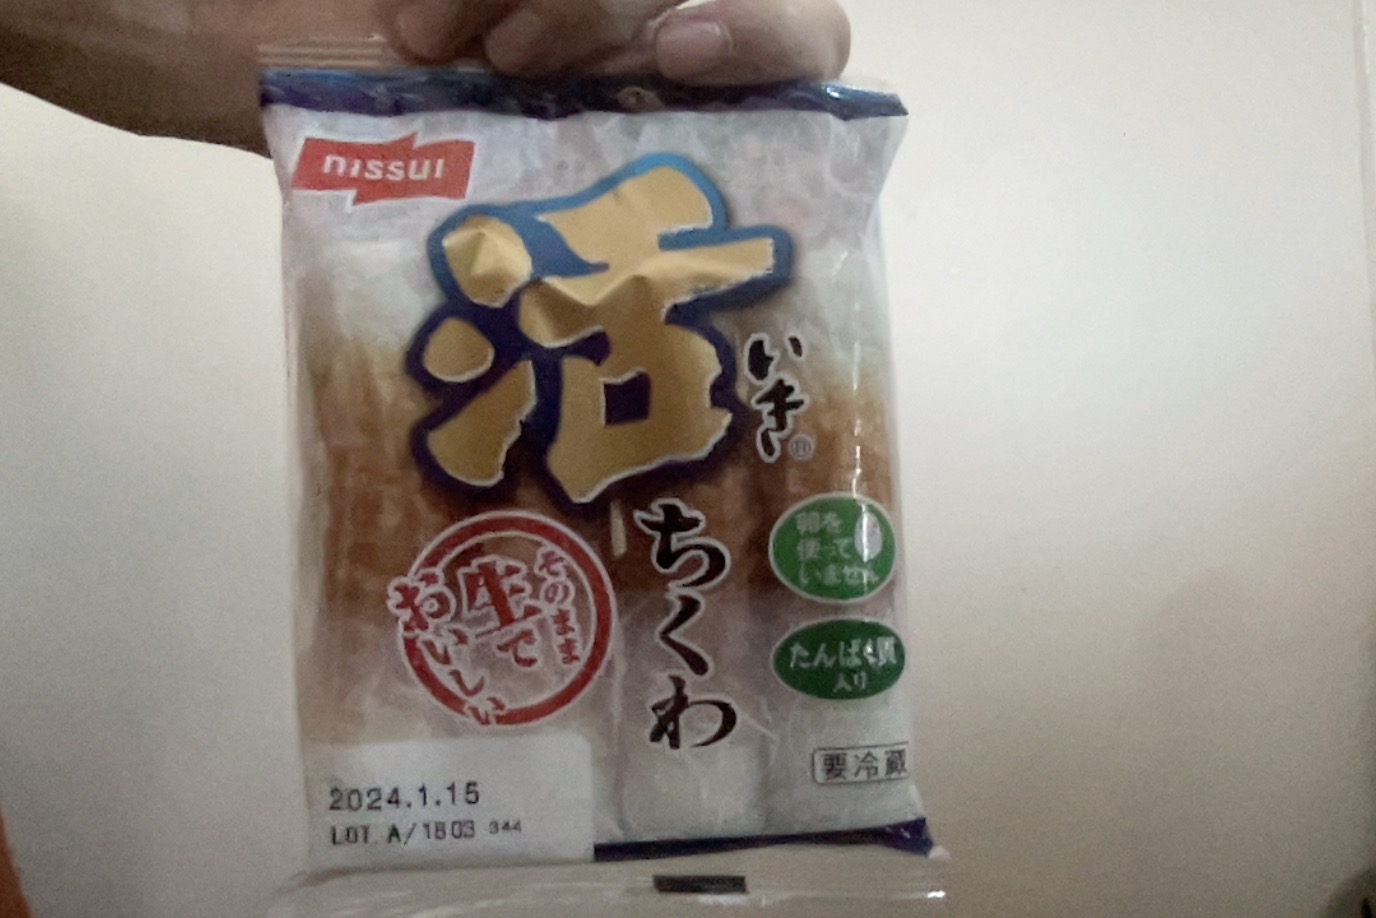 nissui
活
いき®
ちくわ
そのまま
生で
おいしい
卵を
使って
いません
たんぱく質
入り
要冷蔵
2024.1.15
LOT A/1803 344